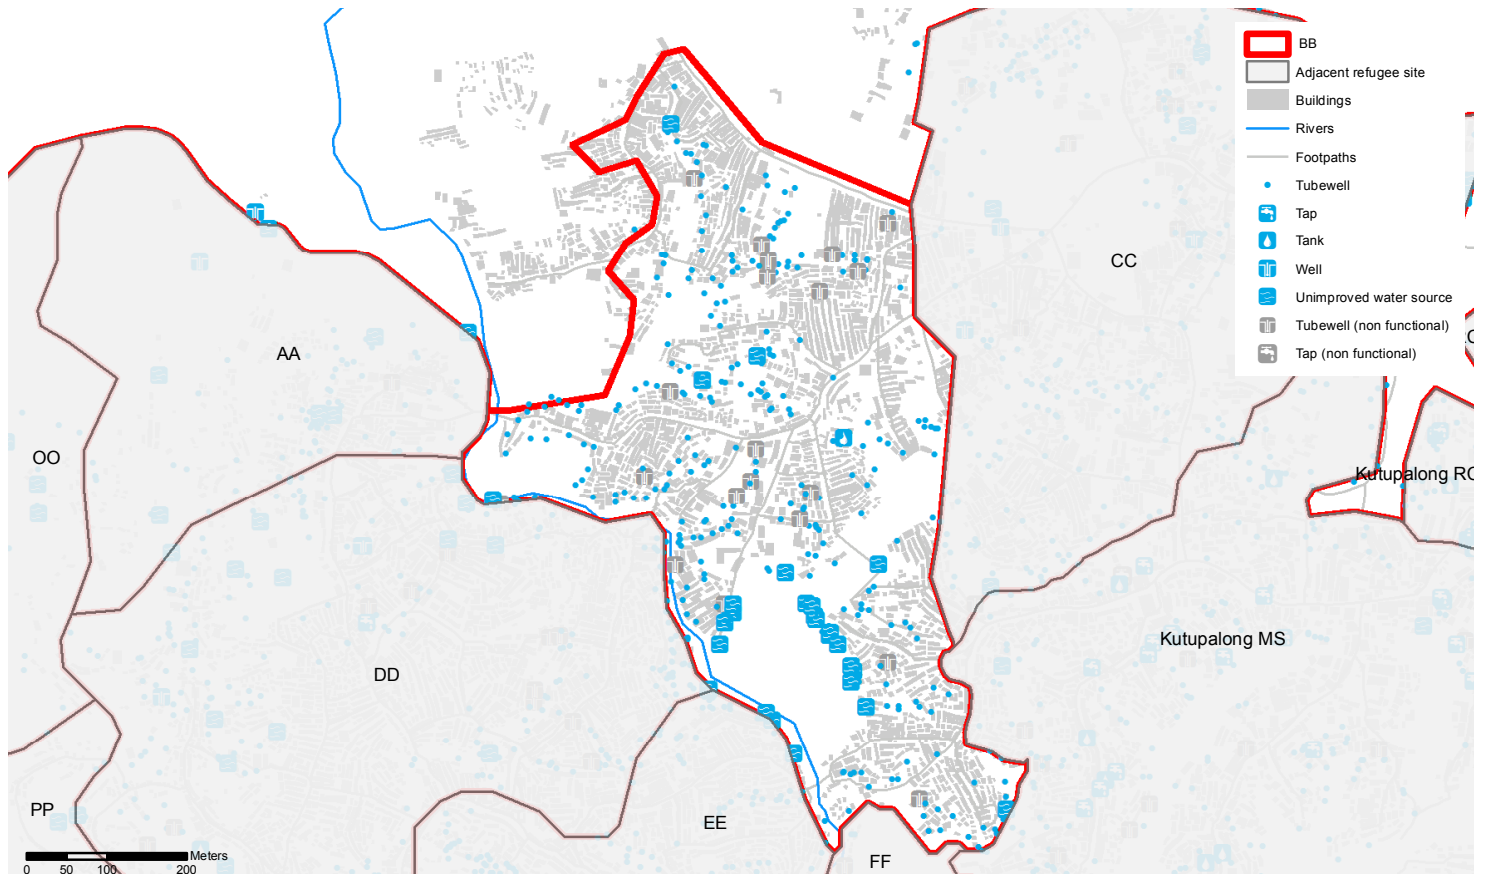 BB
Adjacent refugee site
Buildings
Rivers
Footpaths
Tubewell
Tap
Tank
Well
Unimproved water source
Tubewell (non functional)
Tap (non functional)
CC
AA
OO
Kutupalong RC
Kutupalong MS
DD
PP
EE
FF
Meters
0 50 100 200